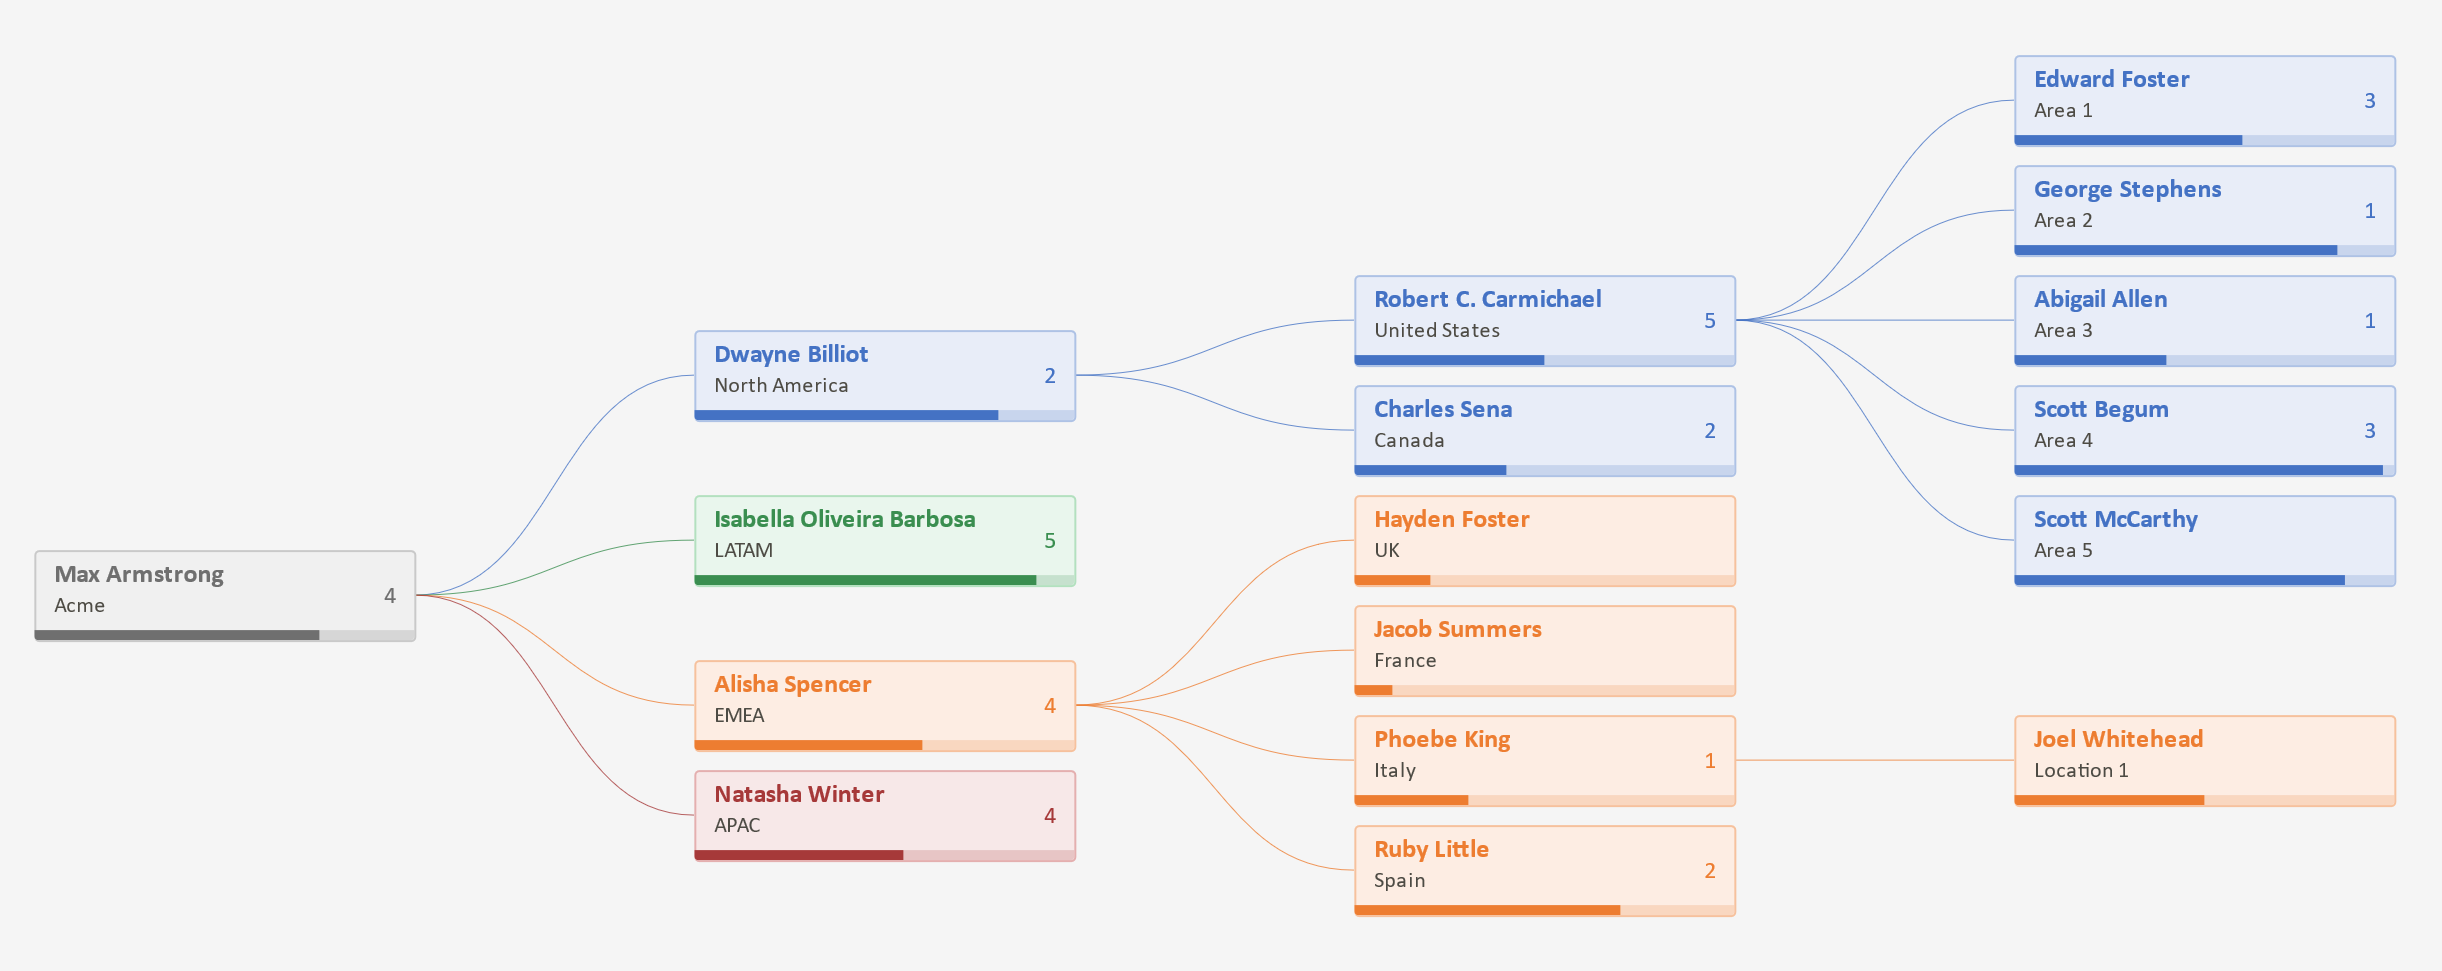 Max Armstrong
Acme
4
Dwayne Billiot
North America
2
Isabella Oliveira Barbosa
LATAM
5
Alisha Spencer
EMEA
4
Natasha Winter
APAC
4
Robert C. Carmichael
United States
5
Charles Sena
Canada
2
Hayden Foster
UK
Jacob Summers
France
Phoebe King
Italy
1
Ruby Little
Spain
2
Edward Foster
Area 1
3
George Stephens
Area 2
1
Abigail Allen
Area 3
1
Scott Begum
Area 4
3
Scott McCarthy
Area 5
Joel Whitehead
Location 1